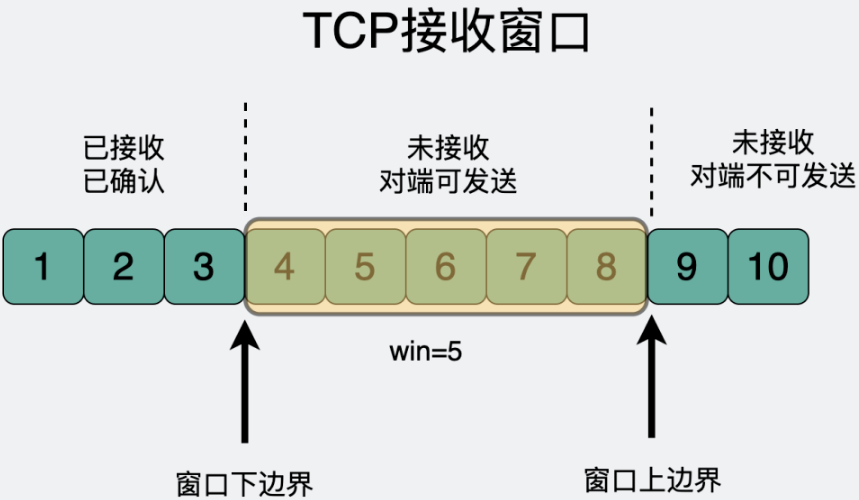 TCP接收窗口
已接收
已确认
未接收
对端可发送
未接收
对端不可发送
1 2 3 4 5 6 7 8 9 10
win=5
窗口下边界
窗口上边界